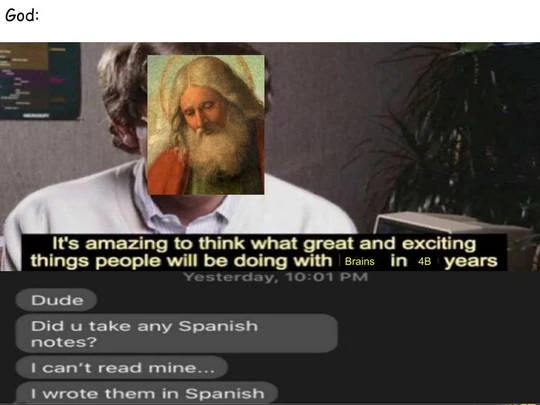 God:
It's amazing to think what great and exciting
things people will be doing with Brains in 4B years
Yesterday, 10:01 PM
Dude
Did u take any Spanish
notes?
I can't read mine...
I wrote them in Spanish